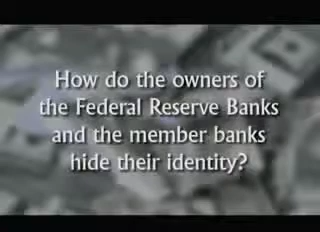 How do the owners of
the Federal Reserve Banks
and the member banks
hide their identity?